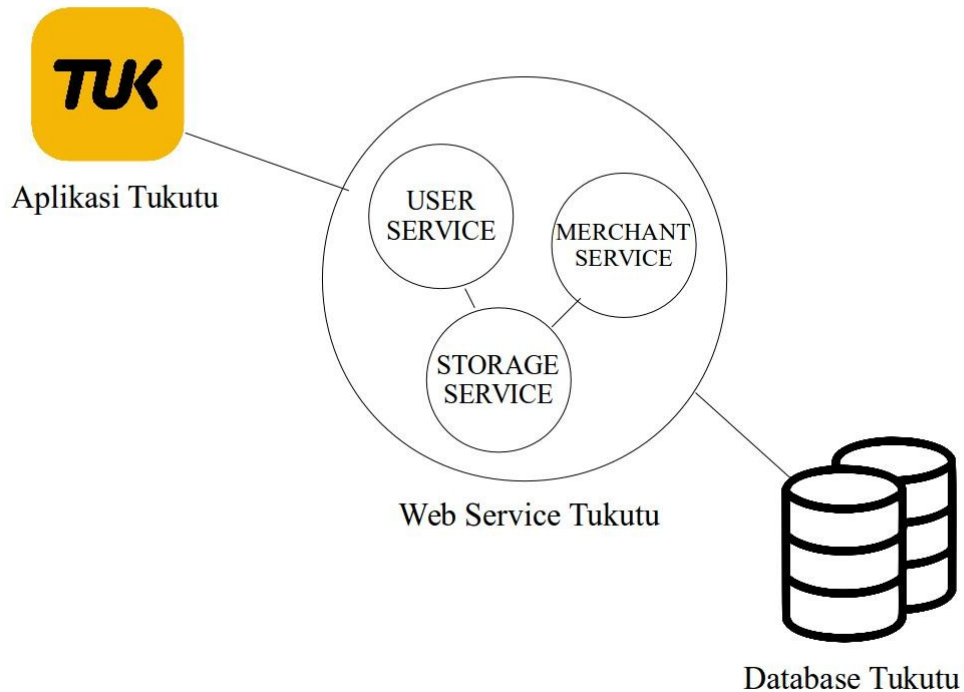 TUK
Aplikasi Tukutu
USER
SERVICE
MERCHANT
SERVICE
STORAGE
SERVICE
Web Service Tukutu
Database Tukutu